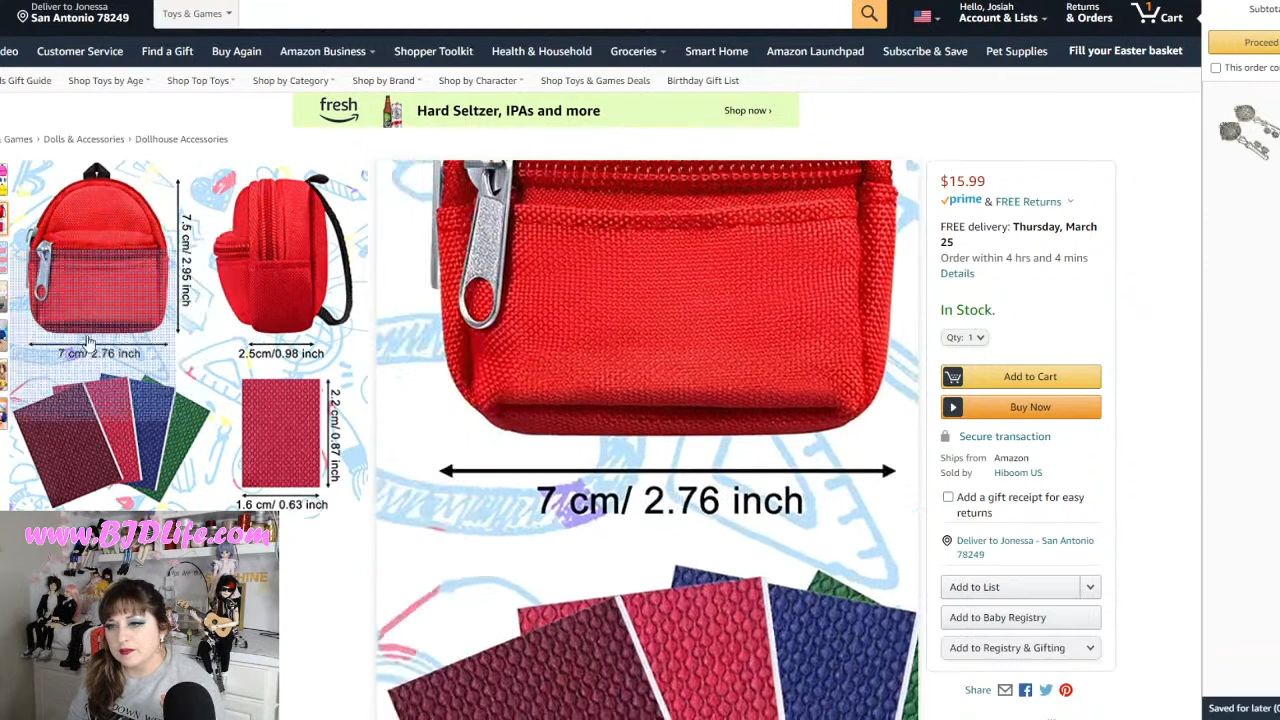 Deliver to Jonessa
San Antonio 78249
Toys & Games
Hello, Josiah
Account & Lists
Returns
& Orders
1
Cart
Customer Service
Find a Gift
Buy Again
Amazon Business
Shopper Toolkit
Health & Household
Groceries
Smart Home
Amazon Launchpad
Subscribe & Save
Pet Supplies
Fill your Easter basket
Gift Guide
Shop Toys by Age
Shop Top Toys
Shop by Category
Shop by Brand
Shop by Character
Shop Toys & Games Deals
Birthday Gift List
fresh
Hard Seltzer, IPAs and more
Shop now ›
Games › Dolls & Accessories › Dollhouse Accessories
7.5 cm/ 2.95 inch
7 cm/ 2.76 inch
2.5cm/0.98 inch
2.2 cm/ 0.87 inch
1.6 cm/ 0.63 inch
7 cm/ 2.76 inch
$15.99
prime & FREE Returns
FREE delivery: Thursday, March
25
Order within 4 hrs and 4 mins
Details
In Stock.
Qty: 1
Add to Cart
Buy Now
Secure transaction
Ships from Amazon
Sold by Hiboom US
Add a gift receipt for easy
returns
Deliver to Jonessa - San Antonio
78249
Add to List
Add to Baby Registry
Add to Registry & Gifting
Share
Proceed
This order
Saved for later
www.BJDLife.com